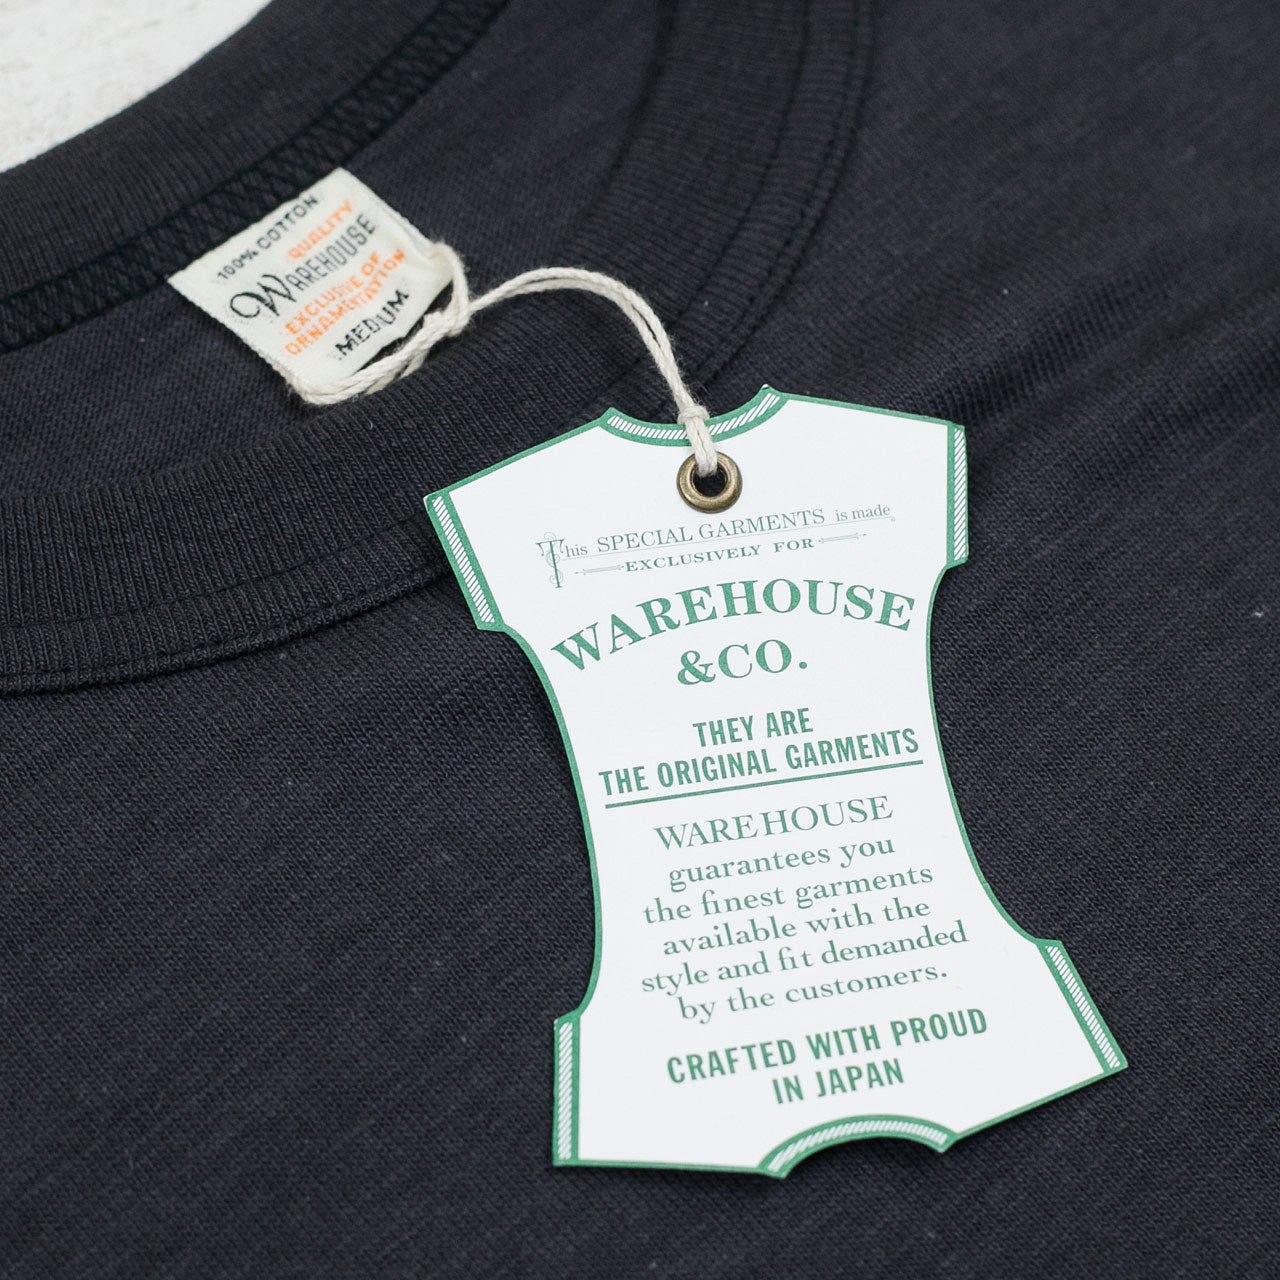 100% COTTON
QUALITY
WAREHOUSE
EXCLUSIVE OF
ORNAMENTATION
MEDIUM
This SPECIAL GARMENTS is made
EXCLUSIVELY FOR
WAREHOUSE
&CO.
THEY ARE
THE ORIGINAL GARMENTS
WAREHOUSE
guarantees you
the finest garments
available with the
style and fit demanded
by the customers.
CRAFTED WITH PROUD
IN JAPAN